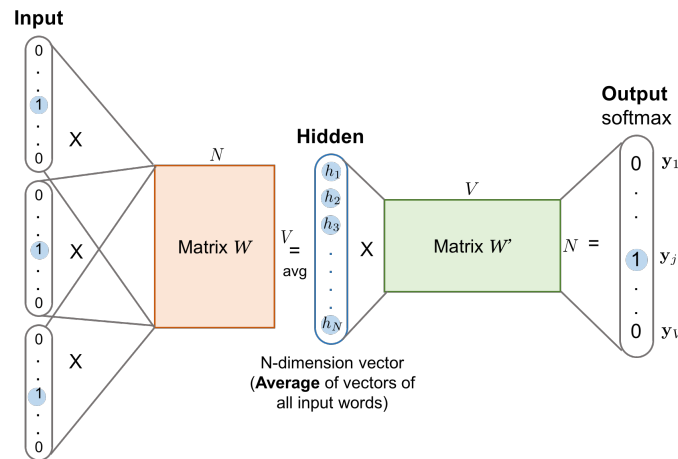 Input
0
.
.
1
.
.
0
X
0
.
.
1
.
.
0
X
0
.
.
1
.
.
0
X
N
Matrix W
V
=
avg
Hidden
h1
h2
h3
.
.
.
.
hN
N-dimension vector
(Average of vectors of
all input words)
X
V
Matrix W'
N
=
Output
softmax
0
.
.
1
.
.
0
y1
yj